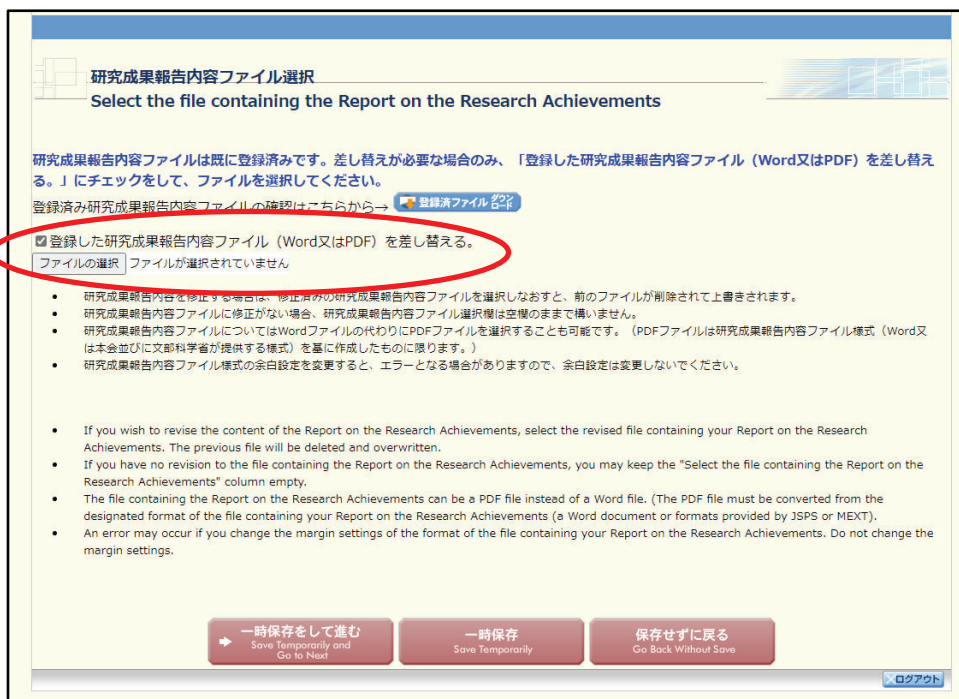 研究成果報告内容ファイル選択
Select the file containing the Report on the Research Achievements
研究成果報告内容ファイルは既に登録済みです。差し替えが必要な場合のみ、「登録した研究成果報告内容ファイル（Word又はPDF）を差し替え
る。」にチェックをして、ファイルを選択してください。
登録済み研究成果報告内容ファイルの確認はこちらから→ 登録済ファイル ダウンロード
登録した研究成果報告内容ファイル（Word又はPDF）を差し替える。
ファイルの選択 ファイルが選択されていません
• 研究成果報告内容を修正する場合は、修正済みの研究成果報告内容ファイルを選択しなおすと、前のファイルが削除されて上書きされます。
• 研究成果報告内容ファイルに修正がない場合、研究成果報告内容ファイル選択欄は空欄のままで構いません。
• 研究成果報告内容ファイルについてはWordファイルの代わりにPDFファイルを選択することも可能です。（PDFファイルは研究成果報告内容ファイル様式（Word又
は本会並びに文部科学省が提供する様式）を基に作成したものに限ります。）
• 研究成果報告内容ファイル様式の余白設定を変更すると、エラーとなる場合がありますので、余白設定は変更しないでください。
• If you wish to revise the content of the Report on the Research Achievements, select the revised file containing your Report on the Research
Achievements. The previous file will be deleted and overwritten.
• If you have no revision to the file containing the Report on the Research Achievements, you may keep the "Select the file containing the Report on the
Research Achievements" column empty.
• The file containing the Report on the Research Achievements can be a PDF file instead of a Word file. (The PDF file must be converted from the
designated format of the file containing your Report on the Research Achievements (a Word document or formats provided by JSPS or MEXT).
• An error may occur if you change the margin settings of the format of the file containing your Report on the Research Achievements. Do not change the
margin settings.
一時保存をして進む
Save Temporarily and
Go to Next
一時保存
Save Temporarily
保存せずに戻る
Go Back Without Save
ログアウト